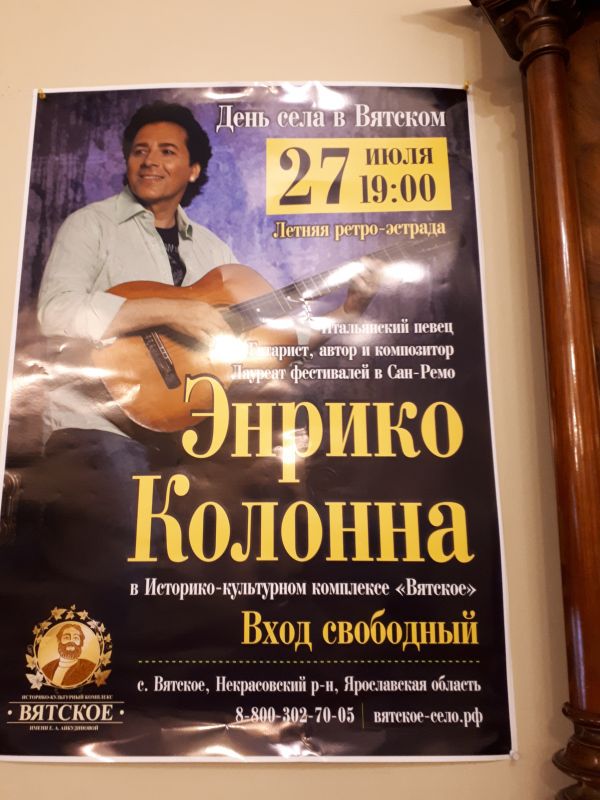 День села в Вятском
27 ИЮЛЯ
19:00
Летняя ретро-эстрада
Итальянский певец
Гитарист, автор и композитор
Лауреат фестивалей в Сан-Ремо
Энрико
Колонна
в Историко-культурном комплексе «Вятское»
Вход свободный
с. Вятское, Некрасовский р-н, Ярославская область
8-800-302-70-05 | вятское-село.рф
ИСТОРИКО-КУЛЬТУРНЫЙ КОМПЛЕКС
· ВЯТСКОЕ ·
ИМЕНИ Е. А. АНКУДИНОВОЙ